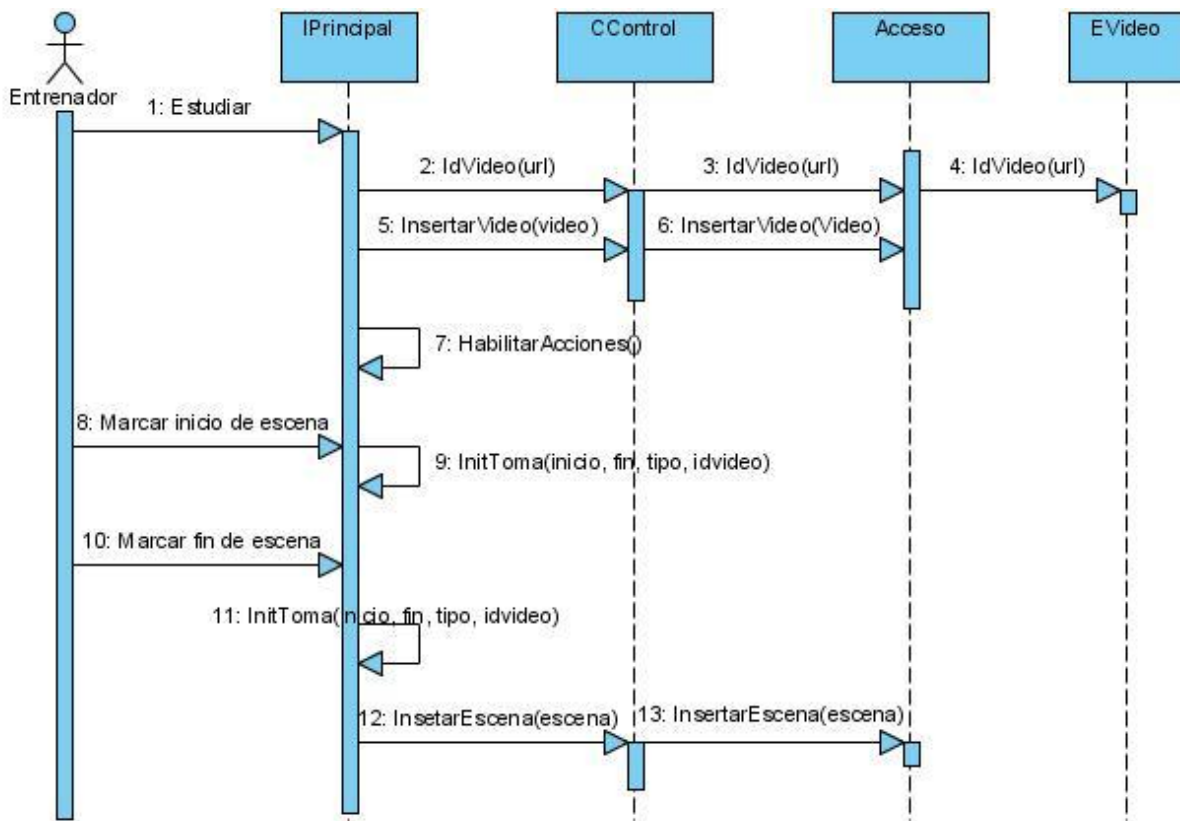 IPrincipal
CControl
Acceso
EVideo
Entrenador
1: Estudiar
2: IdVideo(url)
3: IdVideo(url)
4: IdVideo(url)
5: InsertarVideo(video)
6: InsertarVideo(Video)
7: HabilitarAcciones()
8: Marcar inicio de escena
9: InitToma(inicio, fin, tipo, idvideo)
10: Marcar fin de escena
11: InitToma(inicio, fin, tipo, idvideo)
12: InsetarEscena(escena)
13: InsertarEscena(escena)